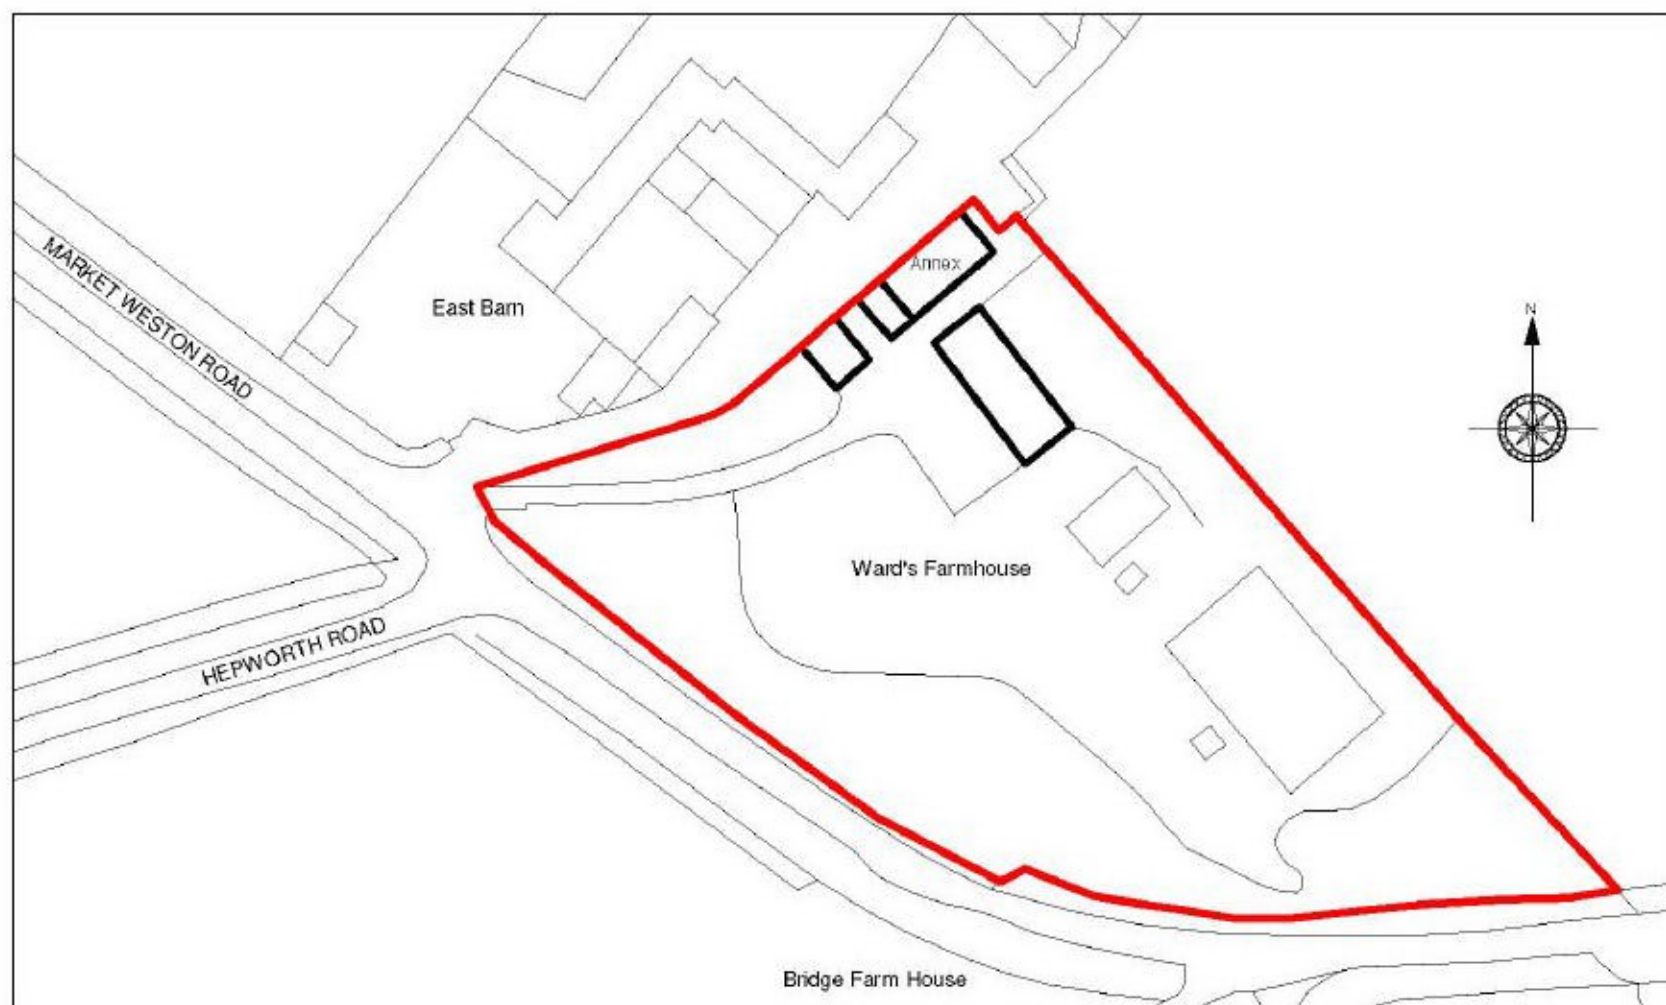 Annex
East Barn
MARKET WESTON ROAD
N
Ward's Farmhouse
HEPWORTH ROAD
Bridge Farm House